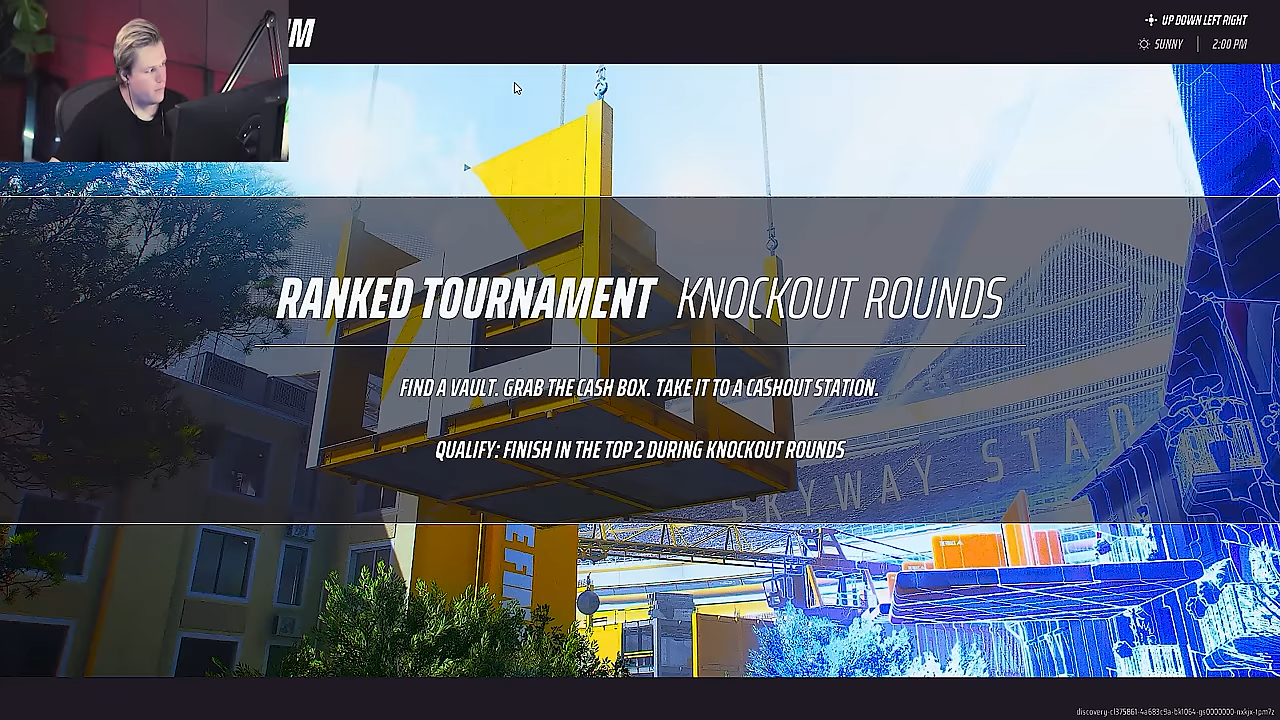 UP DOWN LEFT RIGHT
SUNNY | 2:00 PM
RANKED TOURNAMENT KNOCKOUT ROUNDS
FIND A VAULT. GRAB THE CASH BOX. TAKE IT TO A CASHOUT STATION.
QUALIFY: FINISH IN THE TOP 2 DURING KNOCKOUT ROUNDS
SKYWAY STAD